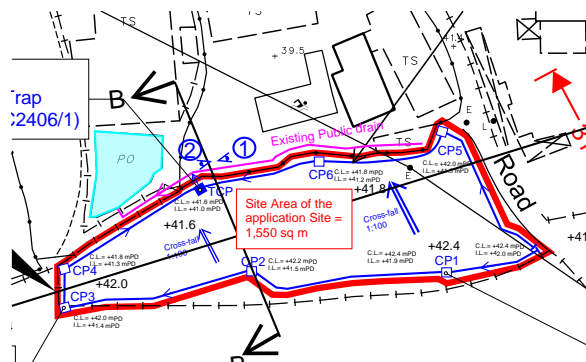 TS
TS
39.5
41.
TS
B
Trap
C2406/1)
PO
② ①
Existing Public drain
TS
E
L
CP5
C.L.= +42.0 mPD
Road
TCP
C.L.= +41.6 mPD
I.L.= +41.0 mPD
CP6
C.L.= +41.8 mPD
I.L.= +41.2 mPD
E
+41.8
Site Area of the
application Site =
1,550 sq m
+41.6
Cross-fall
1:100
Cross-fall
1:100
C.L.= +41.8 mPD
I.L.= +41.3 mPD
CP4
+42.0
CP2
C.L.= +42.2 mPD
I.L.= +41.5 mPD
C.L.= +42.4 mPD
I.L.= +41.9 mPD
+42.4
CP1
C.L.= +42.4 mPD
I.L.= +42.0 mPD
+41
CP3
C.L.= +42.0 mPD
I.L.= +41.4 mPD